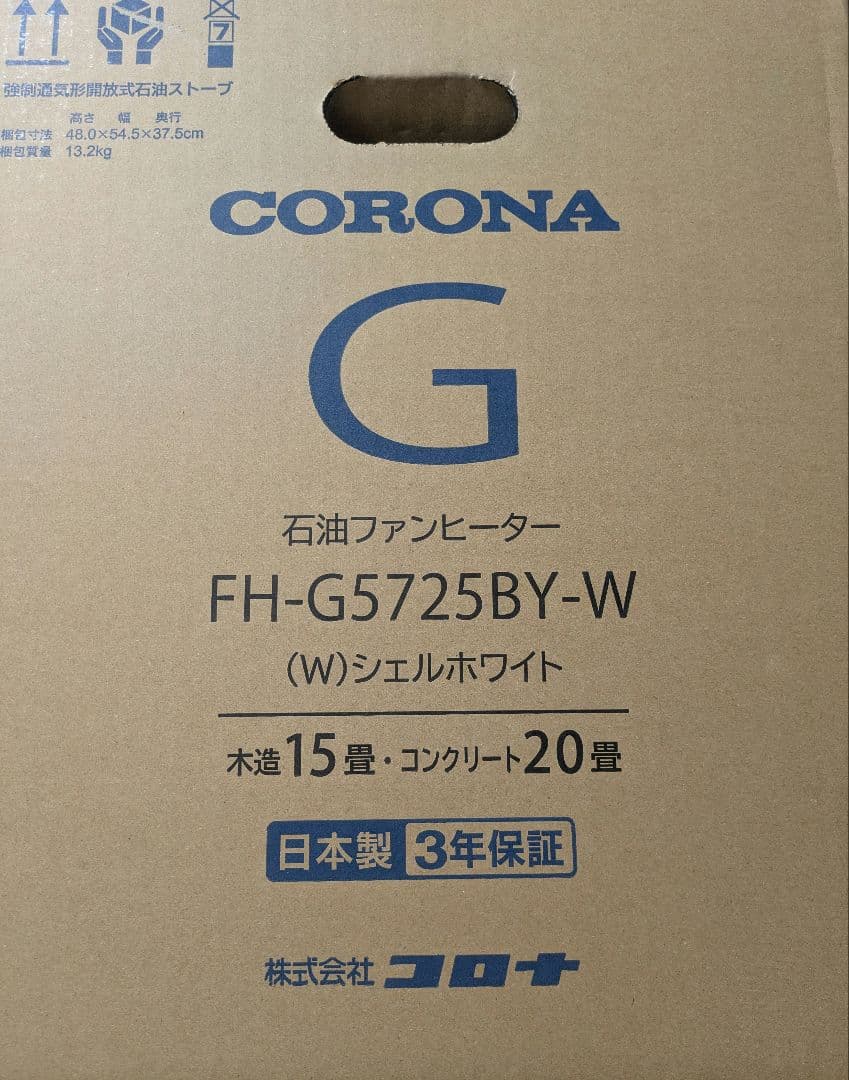 7
強制通気形開放式石油ストーブ
高さ 幅 奥行
梱包寸法 48.0×54.5×37.5cm
梱包質量 13.2kg
CORONA
G
石油ファンヒーター
FH-G5725BY-W
(W)シェルホワイト
木造15畳・コンクリート20畳
日本製 3年保証
株式会社 コロナ